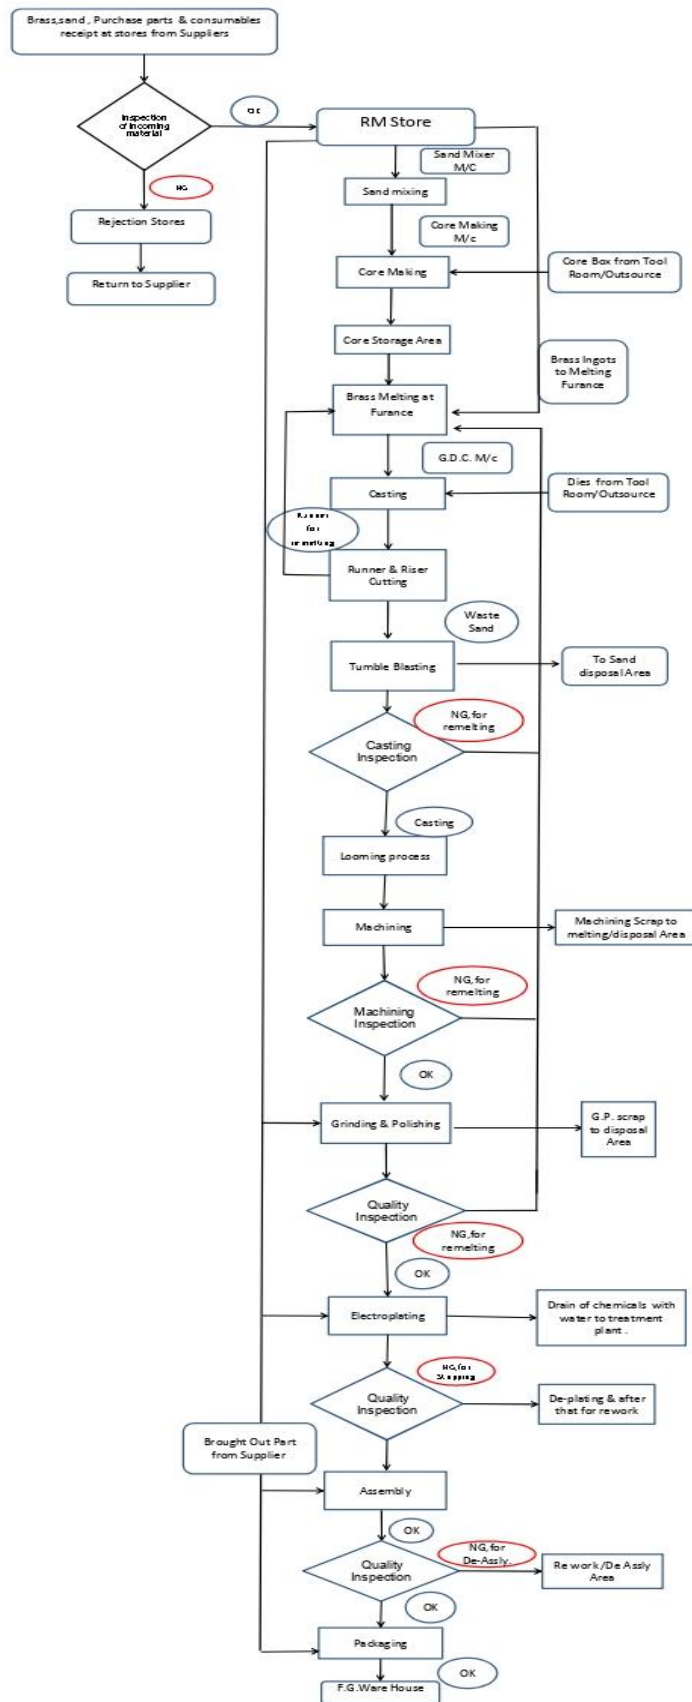 Brass,sand , Purchase parts & consumables
receipt at stores from Suppliers
Inspection
of incoming
material
OK
RM Store
Sand Mixer
M/C
NG
Sand mixing
Rejection Stores
Core Making
M/c
Return to Supplier
Core Making
Core Box from Tool
Room/Outsource
Core Storage Area
Brass Ingots
to Melting
Furance
Brass Melting at
Furance
G.D.C. M/c
Casting
Dies from Tool
Room/Outsource
for
remelting
Runner & Riser
Cutting
Waste
Sand
Tumble Blasting
To Sand
disposal Area
NG,for
remelting
Casting
Inspection
Casting
Looming process
Machining
Machining Scrap to
melting/disposal Area
NG,for
remelting
Machining
Inspection
OK
Grinding & Polishing
G.P. scrap
to disposal
Area
Quality
Inspection
NG,for
remelting
OK
Electroplating
Drain of chemicals with
water to treatment
plant .
NG,for
Quality
Inspection
De-plating & after
that for rework
Brought Out Part
from Supplier
Assembly
OK
NG,for
De-Assly.
Quality
Inspection
Rework/De Assly
Area
OK
Packaging
OK
F.G.Ware House